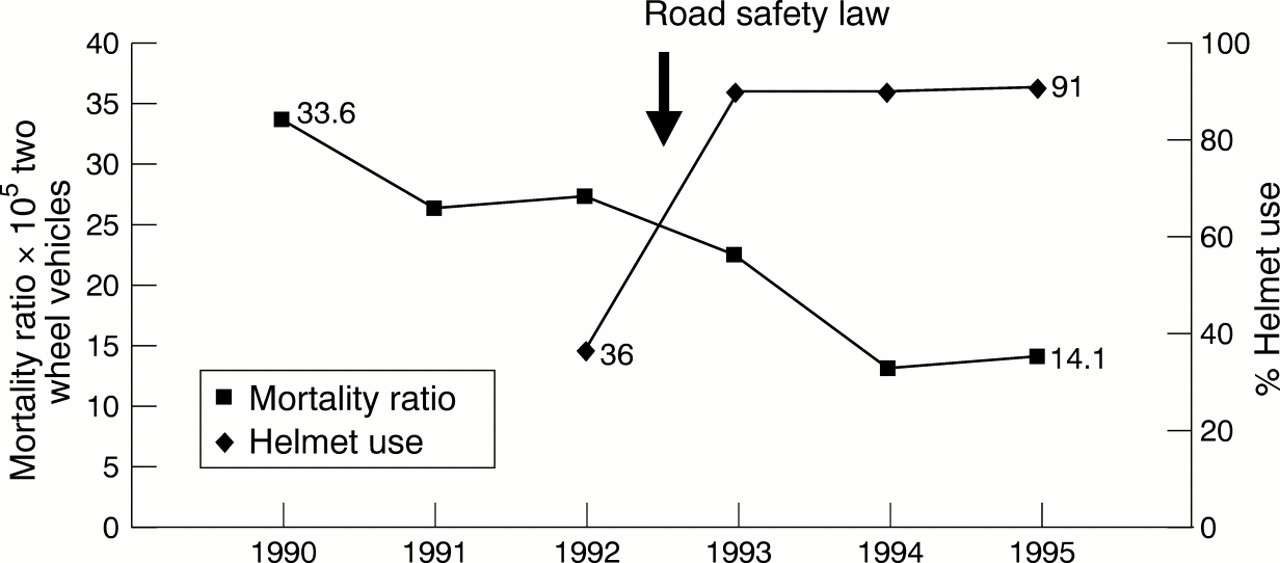 Road safety law
Mortality ratio × 10⁵ two
wheel vehicles
40
35
30
25
20
15
10
5
0
33.6
36
91
14.1
Mortality ratio
Helmet use
100
80
60
40
20
0
% Helmet use
1990 1991 1992 1993 1994 1995